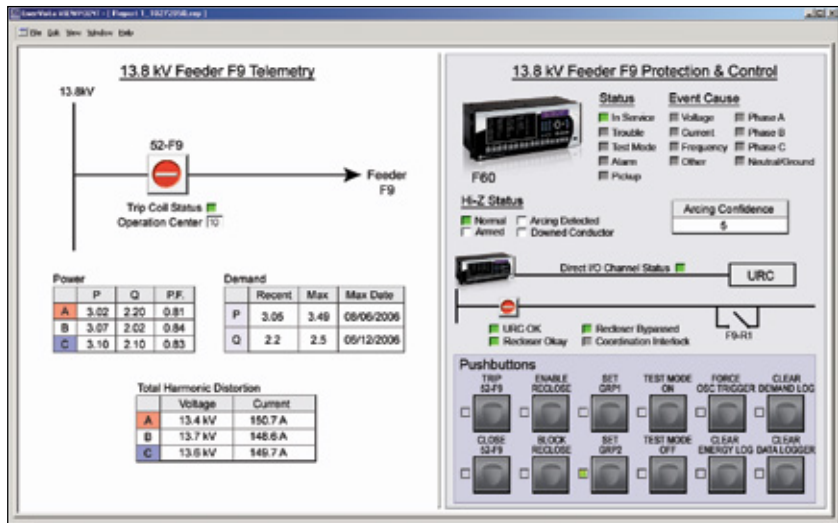 EnerVista VIEWPOINT - [ Report 1_10272006.rep ]
File Edit View Window Help
13.8 kV Feeder F9 Telemetry
13.8kV
52-F9
Feeder
F9
Trip Coil Status
Operation Center 10
Power
P Q P.F.
A 3.02 2.20 0.81
B 3.07 2.02 0.84
C 3.10 2.10 0.83
Demand
Recent Max Max Date
P 3.05 3.49 08/06/2006
Q 2.2 2.5 05/12/2006
Total Harmonic Distortion
Voltage Current
A 13.4 kV 150.7 A
B 13.7 kV 148.6 A
C 13.6 kV 149.7 A
13.8 kV Feeder F9 Protection & Control
F60
Status
In Service
Trouble
Test Mode
Alarm
Pickup
Event Cause
Voltage
Current
Frequency
Other
Phase A
Phase B
Phase C
Neutral/Ground
Hi-Z Status
Normal Arcing Detected
Armed Downed Conductor
Arcing Confidence
5
Direct I/O Channel Status
URC
F9-R1
URC OK Recloser Bypassed
Recloser Okay Coordination Interlock
Pushbuttons
TRIP
52-F9
ENABLE
RECLOSE
SET
GRP1
TEST MODE
ON
FORCE
OSC TRIGGER
CLEAR
DEMAND LOG
CLOSE
52-F9
BLOCK
RECLOSE
SET
GRP2
TEST MODE
OFF
CLEAR
ENERGY LOG
CLEAR
DATA LOGGER